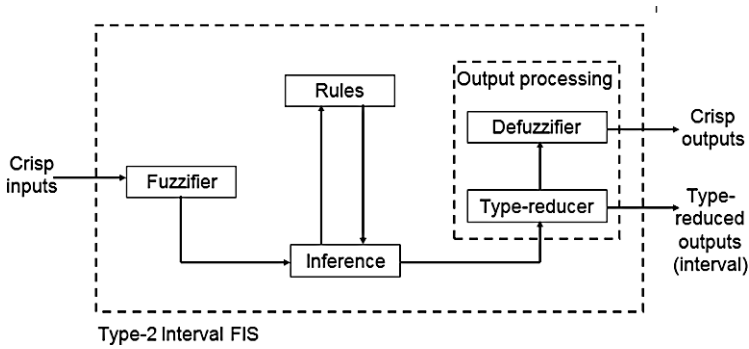 Output processing
Rules
Defuzzifier
Crisp
outputs
Crisp
inputs
Fuzzifier
Type-reducer
Type-
reduced
outputs
(interval)
Inference
Type-2 Interval FIS